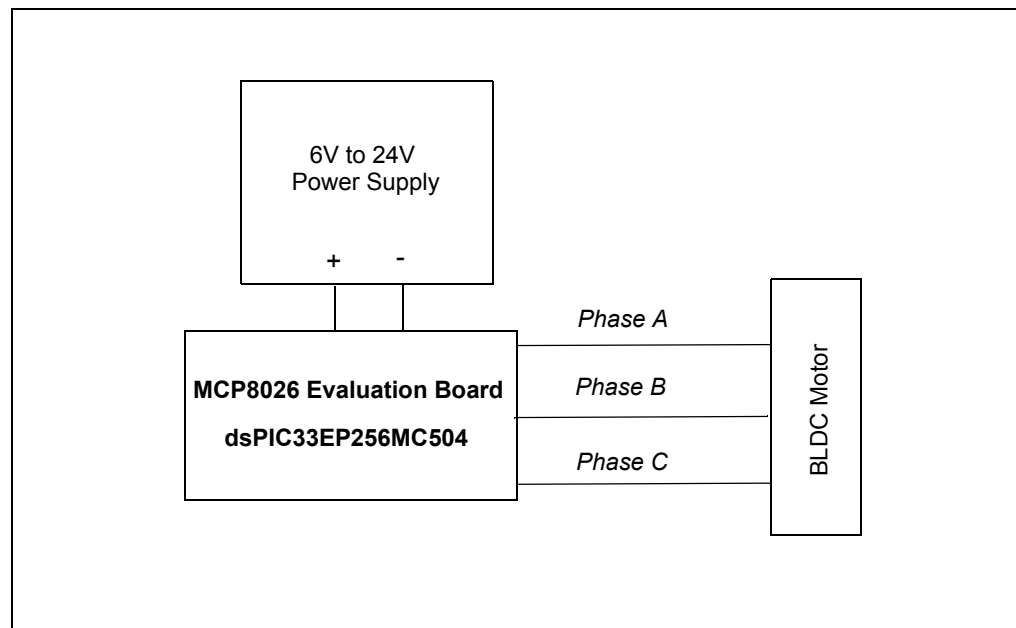 6V to 24V
Power Supply
+ -
MCP8026 Evaluation Board
dsPIC33EP256MC504
Phase A
Phase B
Phase C
BLDC Motor